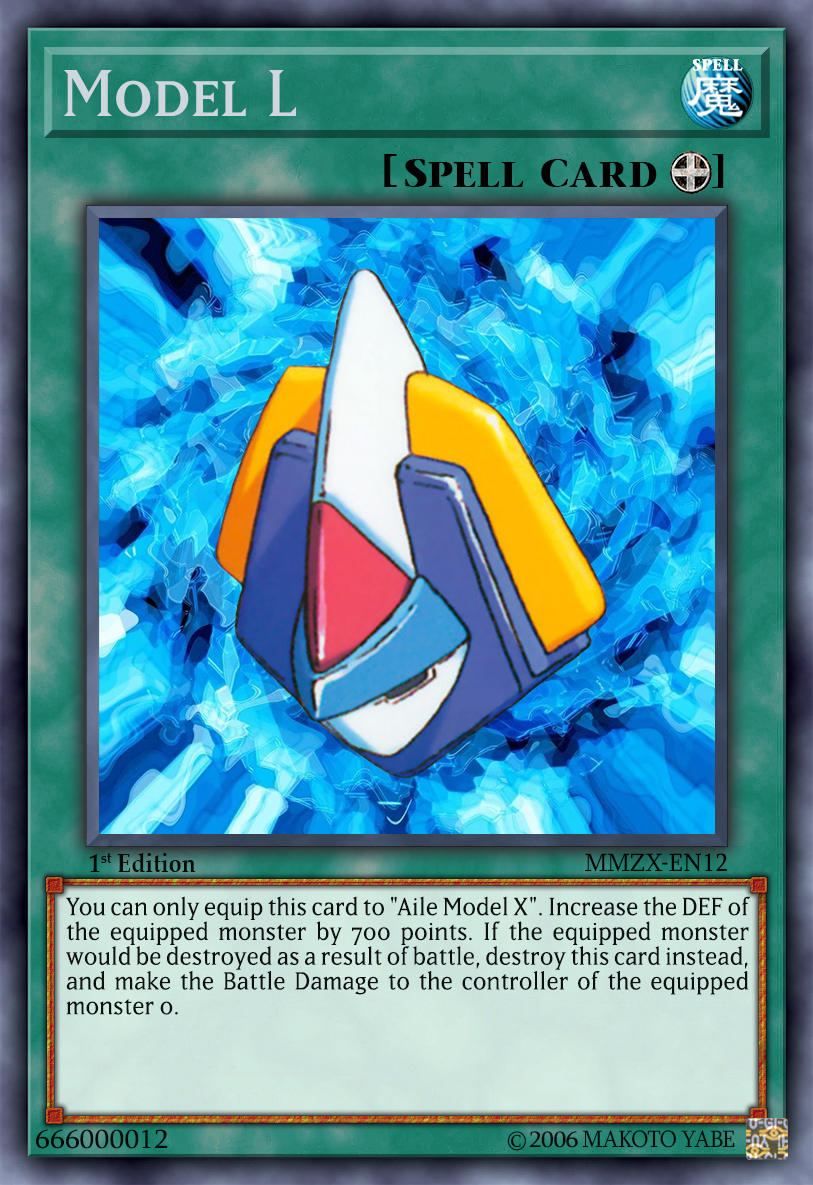 Model L
SPELL
魔
[Spell Card ]
1st Edition
MMZX-EN12
You can only equip this card to "Aile Model X". Increase the DEF of
the equipped monster by 700 points. If the equipped monster
would be destroyed as a result of battle, destroy this card instead,
and make the Battle Damage to the controller of the equipped
monster 0.
666000012
©2006 MAKOTO YABE